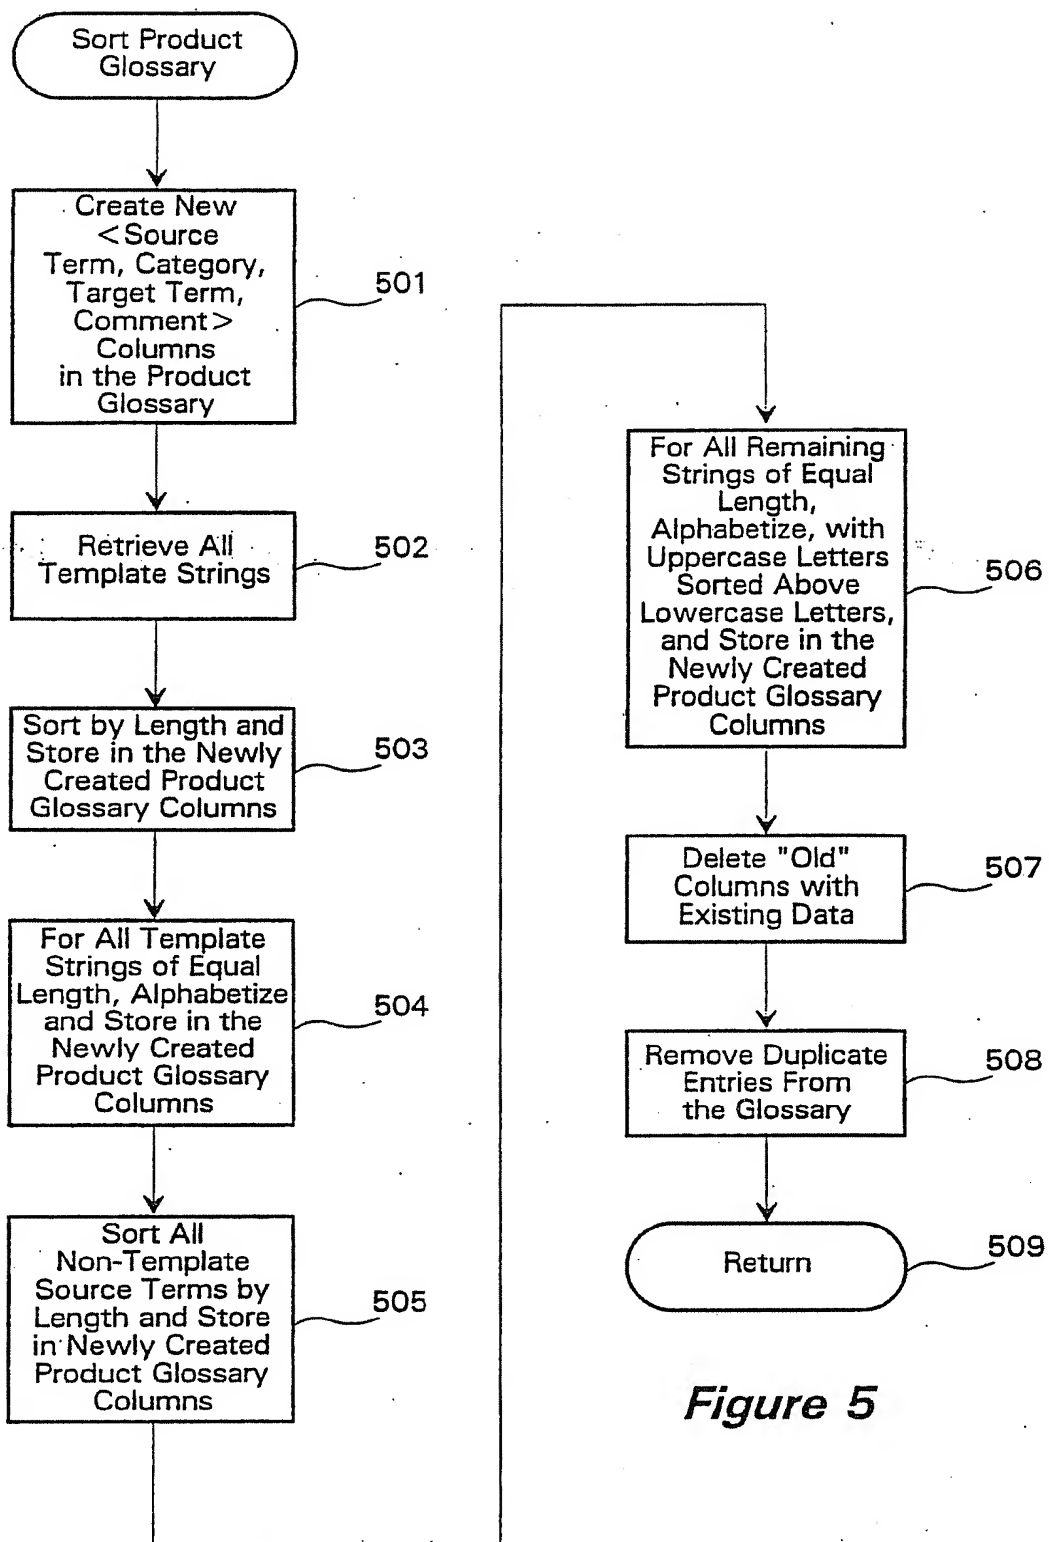 Sort Product
Glossary
Create New
<Source
Term, Category,
Target Term,
Comment>
Columns
in the Product
Glossary
501
Retrieve All
Template Strings
502
Sort by Length and
Store in the Newly
Created Product
Glossary Columns
503
For All Template
Strings of Equal
Length, Alphabetize
and Store in the
Newly Created
Product Glossary
Columns
504
Sort All
Non-Template
Source Terms by
Length and Store
in Newly Created
Product Glossary
Columns
505
For All Remaining
Strings of Equal
Length,
Alphabetize, with
Uppercase Letters
Sorted Above
Lowercase Letters,
and Store in the
Newly Created
Product Glossary
Columns
506
Delete "Old"
Columns with
Existing Data
507
Remove Duplicate
Entries From
the Glossary
508
Return
509
Figure 5